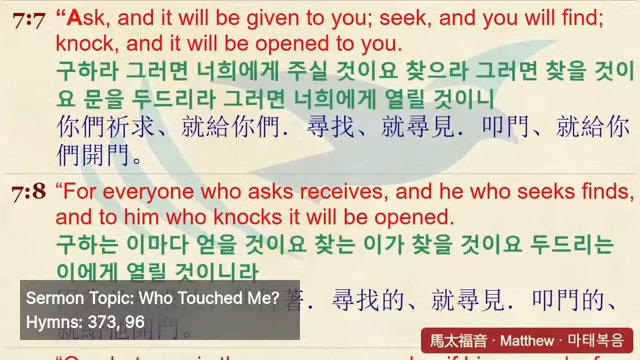 7:7 “Ask, and it will be given to you; seek, and you will find;
knock, and it will be opened to you.
구하라 그러면 너희에게 주실 것이요 찾으라 그러면 찾을 것이
요 문을 두드리라 그러면 너희에게 열릴 것이니
你們祈求、就給你們．尋找、就尋見．叩門、就給你
們開門。
7:8 “For everyone who asks receives, and he who seeks finds,
and to him who knocks it will be opened.
구하는 이마다 얻을 것이요 찾는 이가 찾을 것이요 두드리는
이에게 열릴 것이니라
．尋找的、就尋見．叩門的、
Sermon Topic: Who Touched Me?
Hymns: 373, 96
馬太福音 · Matthew · 마태복음